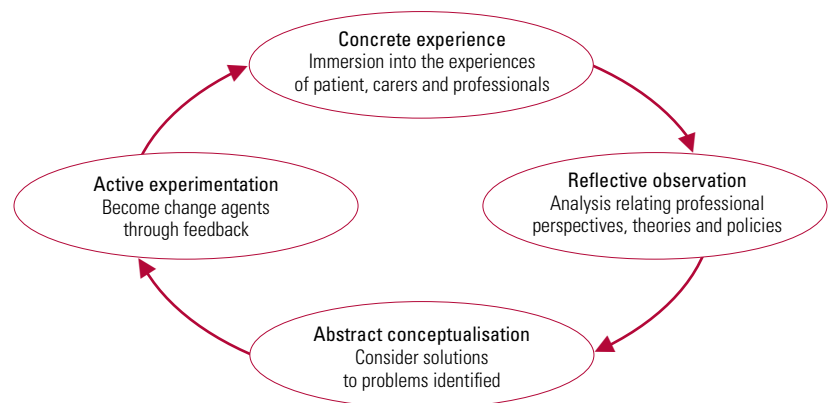 Concrete experience
Immersion into the experiences
of patient, carers and professionals
Active experimentation
Become change agents
through feedback
Reflective observation
Analysis relating professional
perspectives, theories and policies
Abstract conceptualisation
Consider solutions
to problems identified